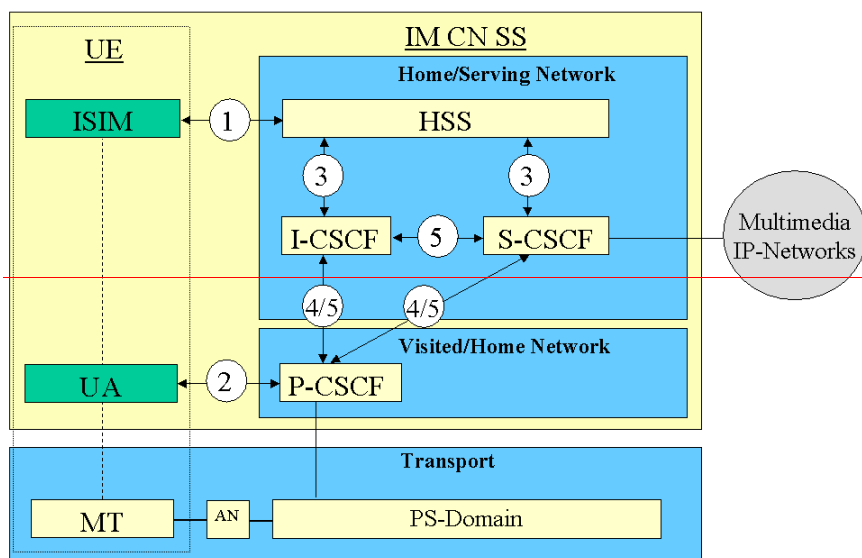 IM CN SS
UE
Home/Serving Network
ISIM
1
HSS
3
3
I-CSCF
5
S-CSCF
Multimedia
IP-Networks
4/5
4/5
Visited/Home Network
UA
2
P-CSCF
Transport
MT
AN
PS-Domain